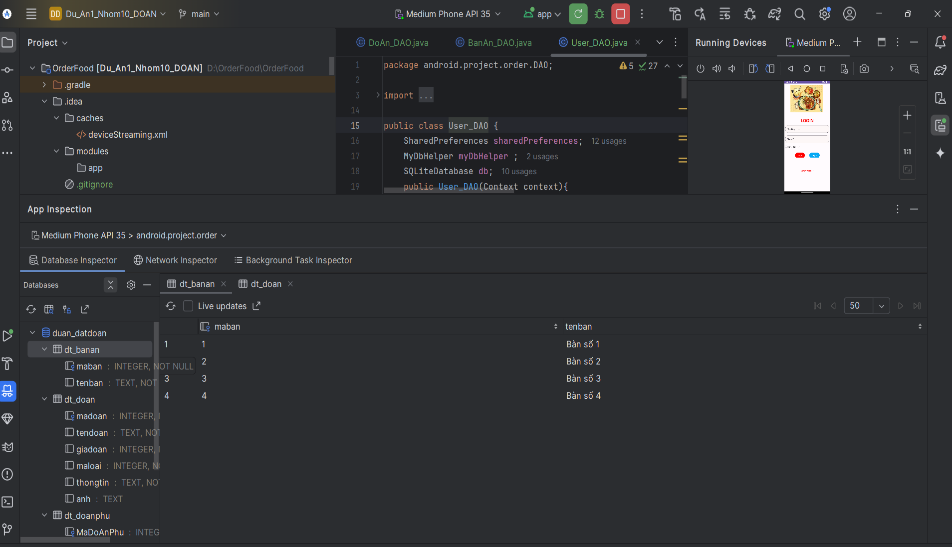 DD Du_An1_Nhom10_DOAN main Medium Phone API 35 app
Project
OrderFood [Du_An1_Nhom10_DOAN] D:\OrderFood\OrderFood
.gradle
.idea
caches
</> deviceStreaming.xml
modules
app
.gitignore
DoAn_DAO.java BanAn_DAO.java User_DAO.java
1 package android.project.order.DAO; 5 27
2
3 import ...
14
15 public class User_DAO {
16 SharedPreferences sharedPreferences; 12 usages
17 MyDbHelper myDbHelper ; 2 usages
18 SQLiteDatabase db; 10 usages
19 public User_DAO(Context context){
Running Devices Medium P...
LOGIN
1:1
App Inspection
Medium Phone API 35 > android.project.order
Database Inspector Network Inspector Background Task Inspector
Databases
duan_datdoan
dt_banan
maban : INTEGER, NOT NULL
tenban : TEXT, NOT
dt_doan
madoan : INTEGER,
tendoan : TEXT, NOT
giadoan : INTEGER,
maloai : INTEGER, N
thongtin : TEXT, NO
anh : TEXT
dt_doanphu
MaDoAnPhu : INTEG
dt_banan dt_doan
Live updates 50
maban tenban
1 1 Bàn số 1
2 Bàn số 2
3 3 Bàn số 3
4 4 Bàn số 4